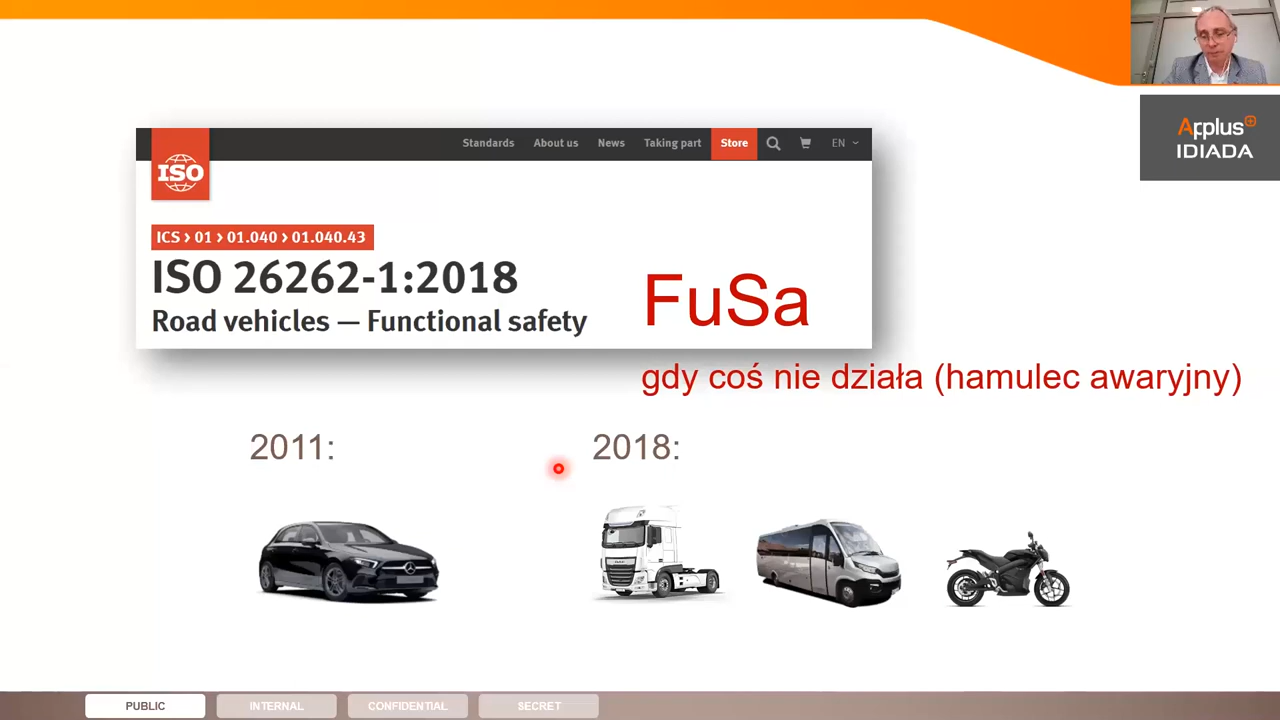 Standards About us News Taking part Store EN
ISO
Applus+
IDIADA
ICS > 01 > 01.040 > 01.040.43
ISO 26262-1:2018
Road vehicles — Functional safety
FuSa
gdy coś nie działa (hamulec awaryjny)
2011: 2018:
PUBLIC INTERNAL CONFIDENTIAL SECRET